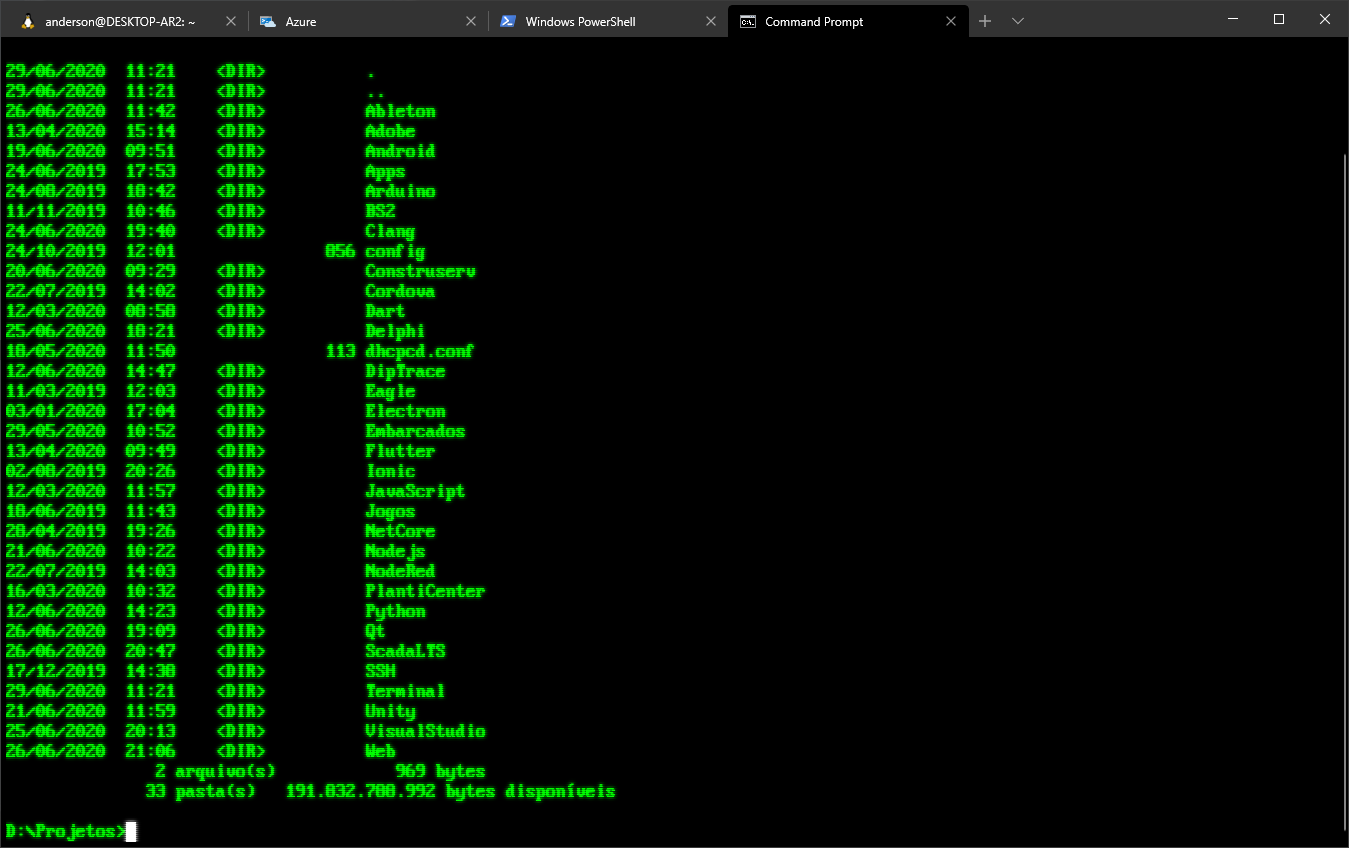 anderson@DESKTOP-AR2: ~
Azure
Windows PowerShell
Command Prompt
29/06/2020 11:21 <DIR> .
29/06/2020 11:21 <DIR> ..
26/06/2020 11:42 <DIR> Ableton
13/04/2020 15:14 <DIR> Adobe
19/06/2020 09:51 <DIR> Android
24/06/2019 17:53 <DIR> Apps
24/08/2019 18:42 <DIR> Arduino
11/11/2019 10:46 <DIR> BS2
24/06/2020 19:40 <DIR> Clang
24/10/2019 12:01 856 config
20/06/2020 09:29 <DIR> Construserv
22/07/2019 14:02 <DIR> Cordova
12/03/2020 08:58 <DIR> Dart
25/06/2020 18:21 <DIR> Delphi
18/05/2020 11:50 113 dhcpcd.conf
12/06/2020 14:47 <DIR> DipTrace
11/03/2019 12:03 <DIR> Eagle
03/01/2020 17:04 <DIR> Electron
29/05/2020 10:52 <DIR> Embarcados
13/04/2020 09:49 <DIR> Flutter
02/08/2019 20:26 <DIR> Ionic
12/03/2020 11:57 <DIR> JavaScript
18/06/2020 11:43 <DIR> Jogos
28/04/2019 19:26 <DIR> NetCore
21/06/2020 10:22 <DIR> Nodejs
22/07/2019 14:03 <DIR> NodeRed
16/03/2020 10:32 <DIR> PlantiCenter
12/06/2020 14:23 <DIR> Python
26/06/2020 19:09 <DIR> Qt
26/06/2020 20:47 <DIR> ScadaLTS
17/12/2019 14:38 <DIR> SSH
29/06/2020 11:21 <DIR> Terminal
21/06/2020 11:59 <DIR> Unity
25/06/2020 20:13 <DIR> VisualStudio
26/06/2020 21:06 <DIR> Web
2 arquivo(s) 969 bytes
33 pasta(s) 191.832.788.992 bytes disponíveis
D:\Projetos>